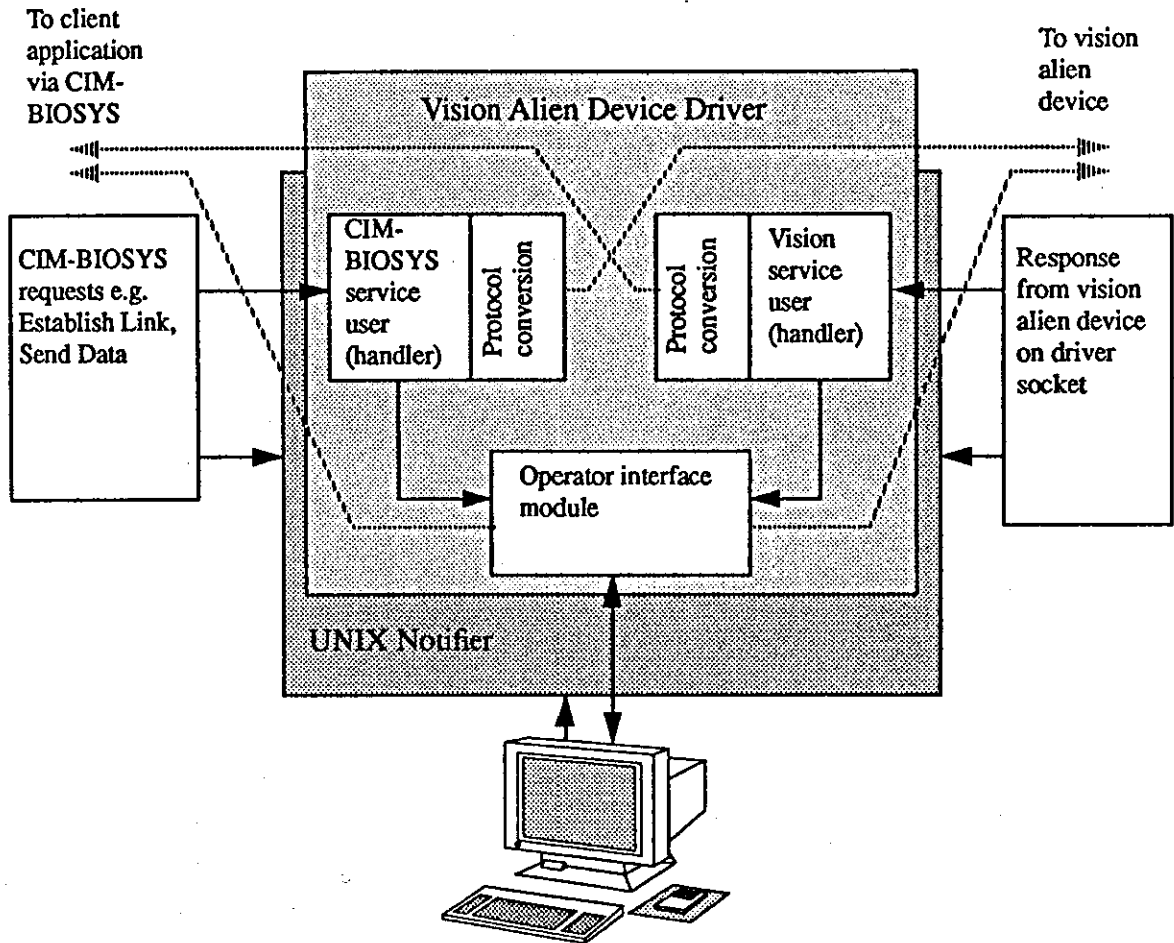 To client
application
via CIM-
BIOSYS
To vision
alien
device
Vision Alien Device Driver
CIM-BIOSYS
requests e.g.
Establish Link,
Send Data
CIM-
BIOSYS
service
user
(handler)
Protocol
conversion
Protocol
conversion
Vision
service
user
(handler)
Response
from vision
alien device
on driver
socket
Operator interface
module
UNIX Notifier